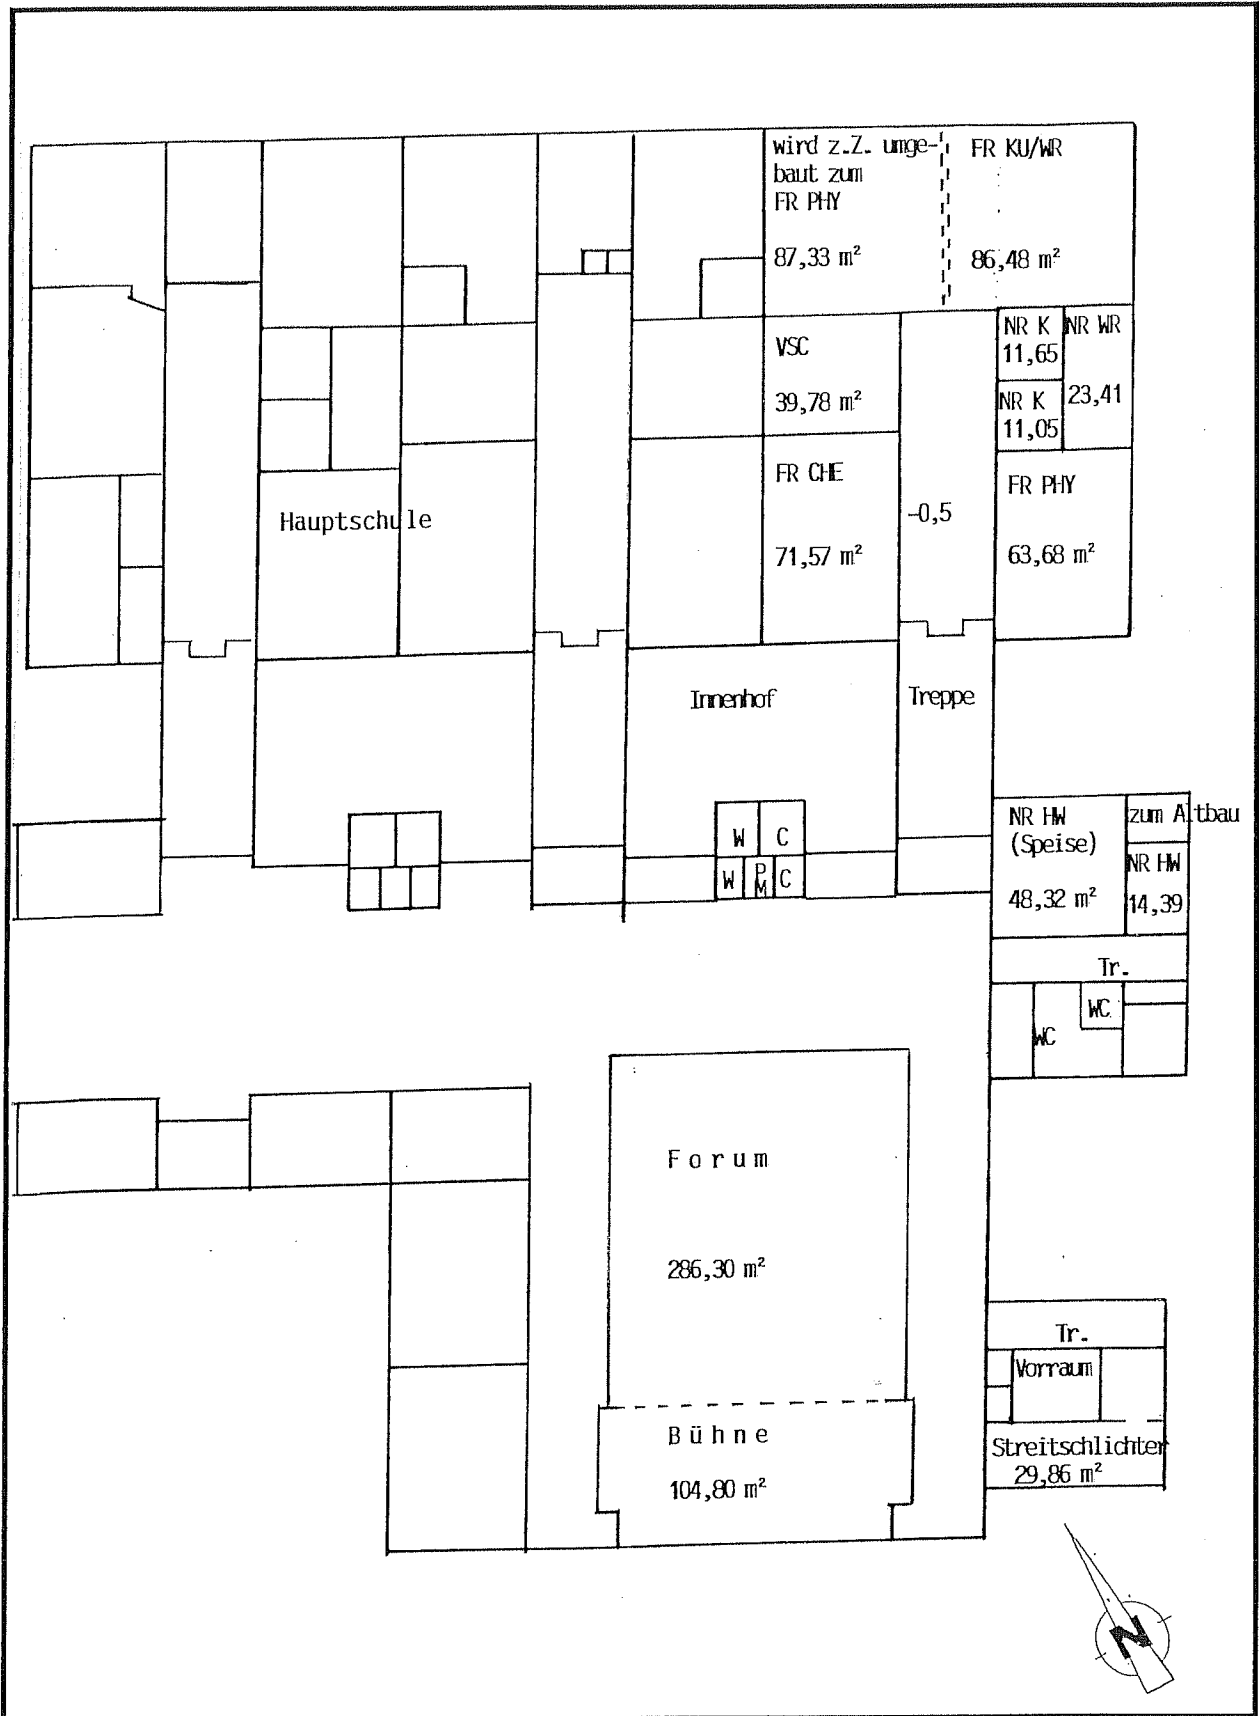 wird z.Z. umge-
baut zum
FR PHY
87,33 m²
FR KU/WR
86,48 m²
VSC
39,78 m²
NR K
11,65
NR WR
23,41
NR K
11,05
FR CHE
71,57 m²
-0,5
FR PHY
63,68 m²
Hauptschule
Innenhof
Treppe
W C
W PM C
NR HW
(Speise)
48,32 m²
zum Altbau
NR HW
14,39
Tr.
WC
WC
Forum
286,30 m²
Bühne
104,80 m²
Tr.
Vorraum
Streitschlichter
29,86 m²
N